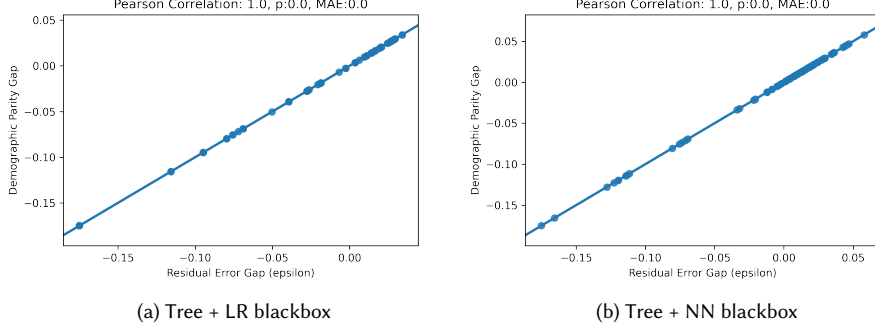 Pearson Correlation: 1.0, p:0.0, MAE:0.0
0.05
0.00
−0.05
−0.10
−0.15
Demographic Parity Gap
−0.15
−0.10
−0.05
0.00
Residual Error Gap (epsilon)
(a) Tree + LR blackbox
Pearson Correlation: 1.0, p:0.0, MAE:0.0
0.05
0.00
−0.05
−0.10
−0.15
Demographic Parity Gap
−0.15
−0.10
−0.05
0.00
0.05
Residual Error Gap (epsilon)
(b) Tree + NN blackbox